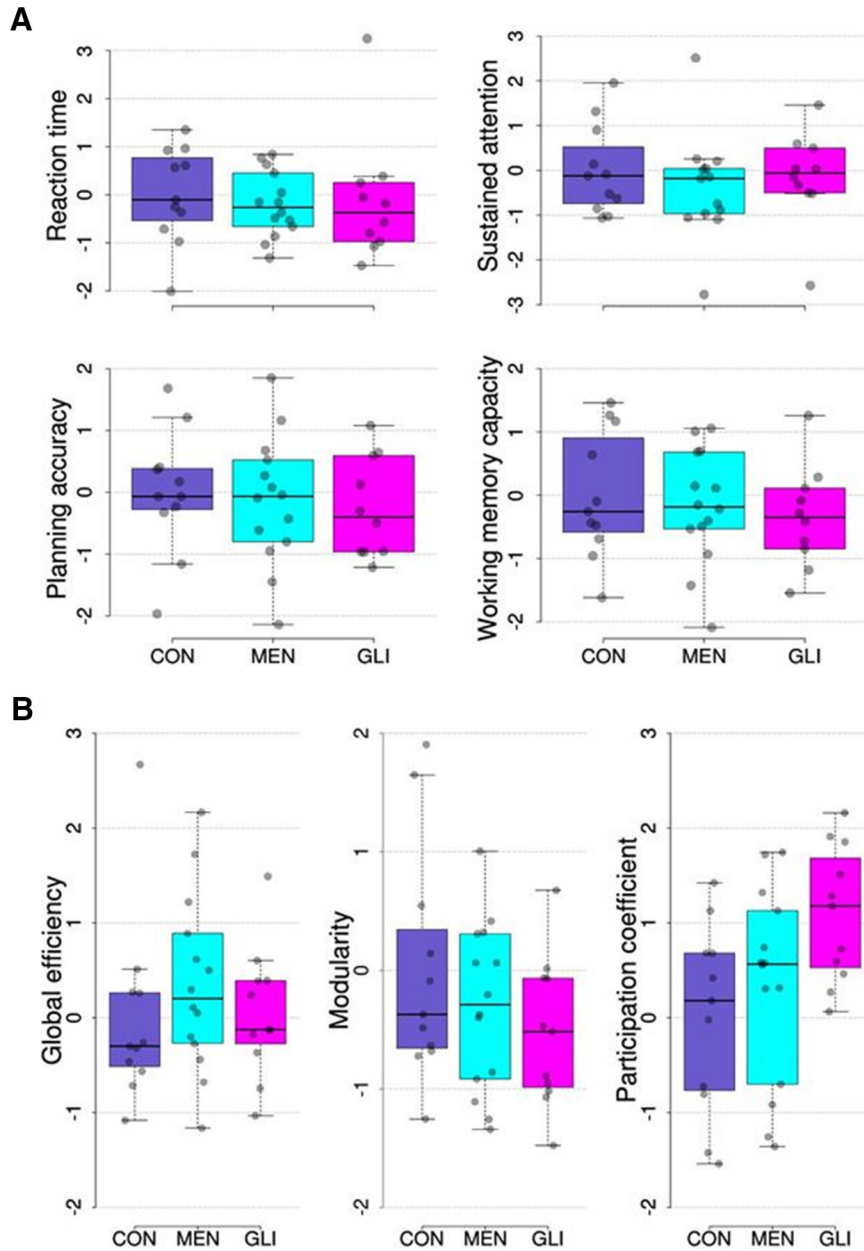 A
Reaction time
3
2
1
0
-1
-2
Sustained attention
3
2
1
0
-1
-2
-3
Planning accuracy
2
1
0
-1
-2
CON MEN GLI
Working memory capacity
2
1
0
-1
-2
CON MEN GLI
B
Global efficiency
3
2
1
0
-1
-2
CON MEN GLI
Modularity
2
1
0
-1
-2
CON MEN GLI
Participation coefficient
3
2
1
0
-1
-2
CON MEN GLI